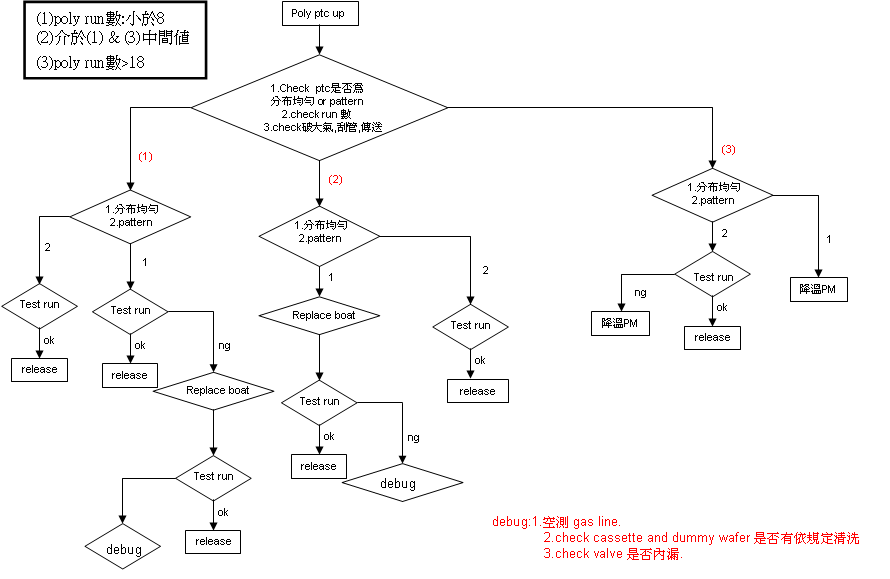 (1)poly run數:小於8
(2)介於(1) & (3)中間值
(3)poly run數>18
Poly ptc up
1.Check ptc是否為
分布均勻 or pattern
2.check run 數
3.check破大氣,刮管,傳送
(1)
(2)
(3)
1.分布均勻
2.pattern
1.分布均勻
2.pattern
1.分布均勻
2.pattern
2
1
1
2
2
1
Test run
Test run
Replace boat
Test run
Test run
ng
降溫PM
降溫PM
ok
ok
ng
ok
ok
release
release
release
release
release
Replace boat
Test run
ok
ng
release
debug
Test run
ok
debug
release
debug:1.空測 gas line.
2.check cassette and dummy wafer 是否有依規定清洗
3.check valve 是否內漏.